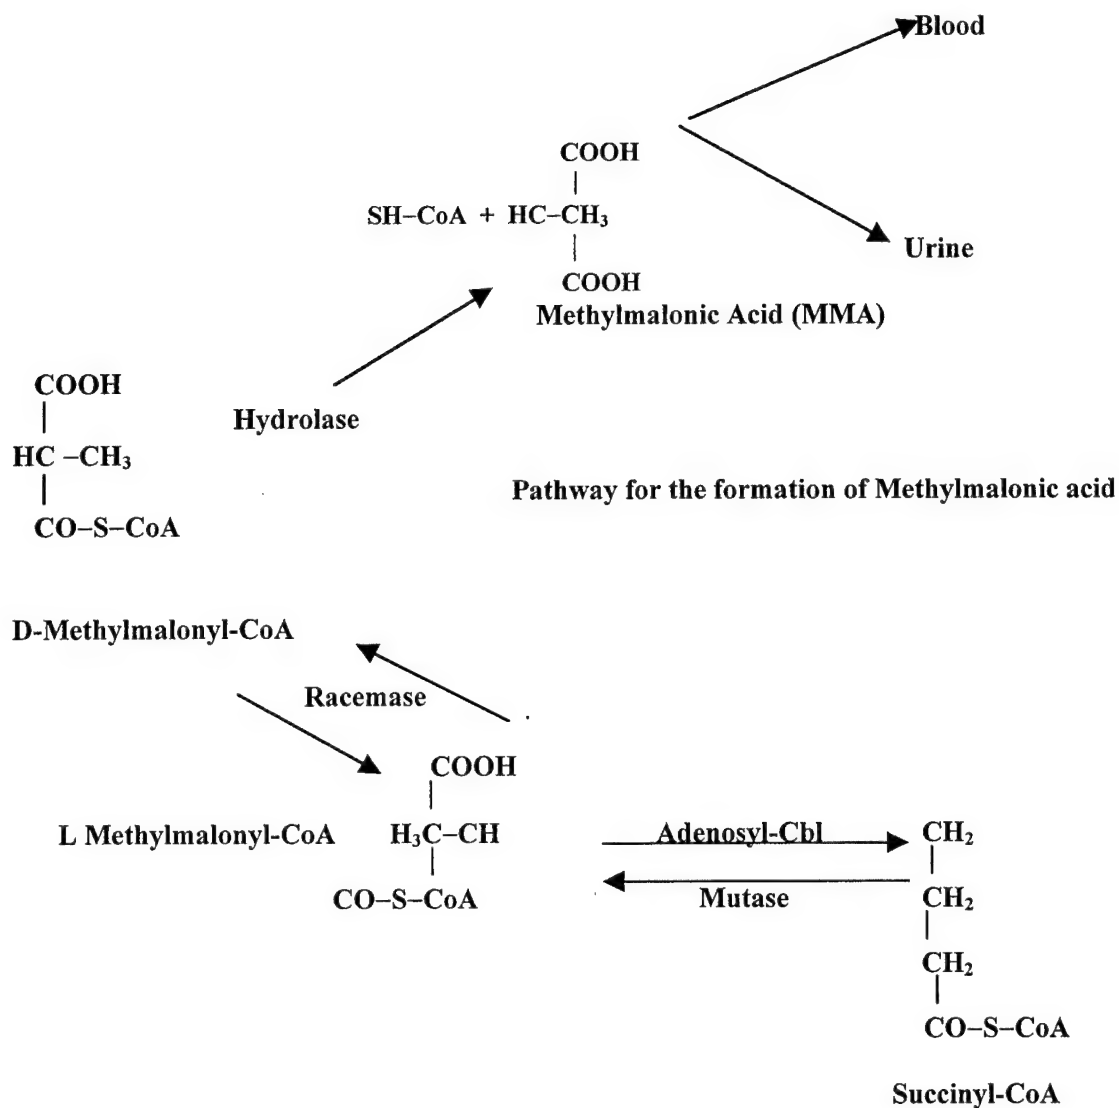 Blood
COOH
|
SH–CoA + HC–CH₃
|
COOH
Urine
Methylmalonic Acid (MMA)
COOH
|
HC –CH₃
|
CO–S–CoA
Hydrolase
Pathway for the formation of Methylmalonic acid
D-Methylmalonyl-CoA
Racemase
COOH
|
L Methylmalonyl-CoA H₃C–CH
|
CO–S–CoA
Adenosyl-Cbl
Mutase
CH₂
|
CH₂
|
CH₂
|
CO–S–CoA
Succinyl-CoA